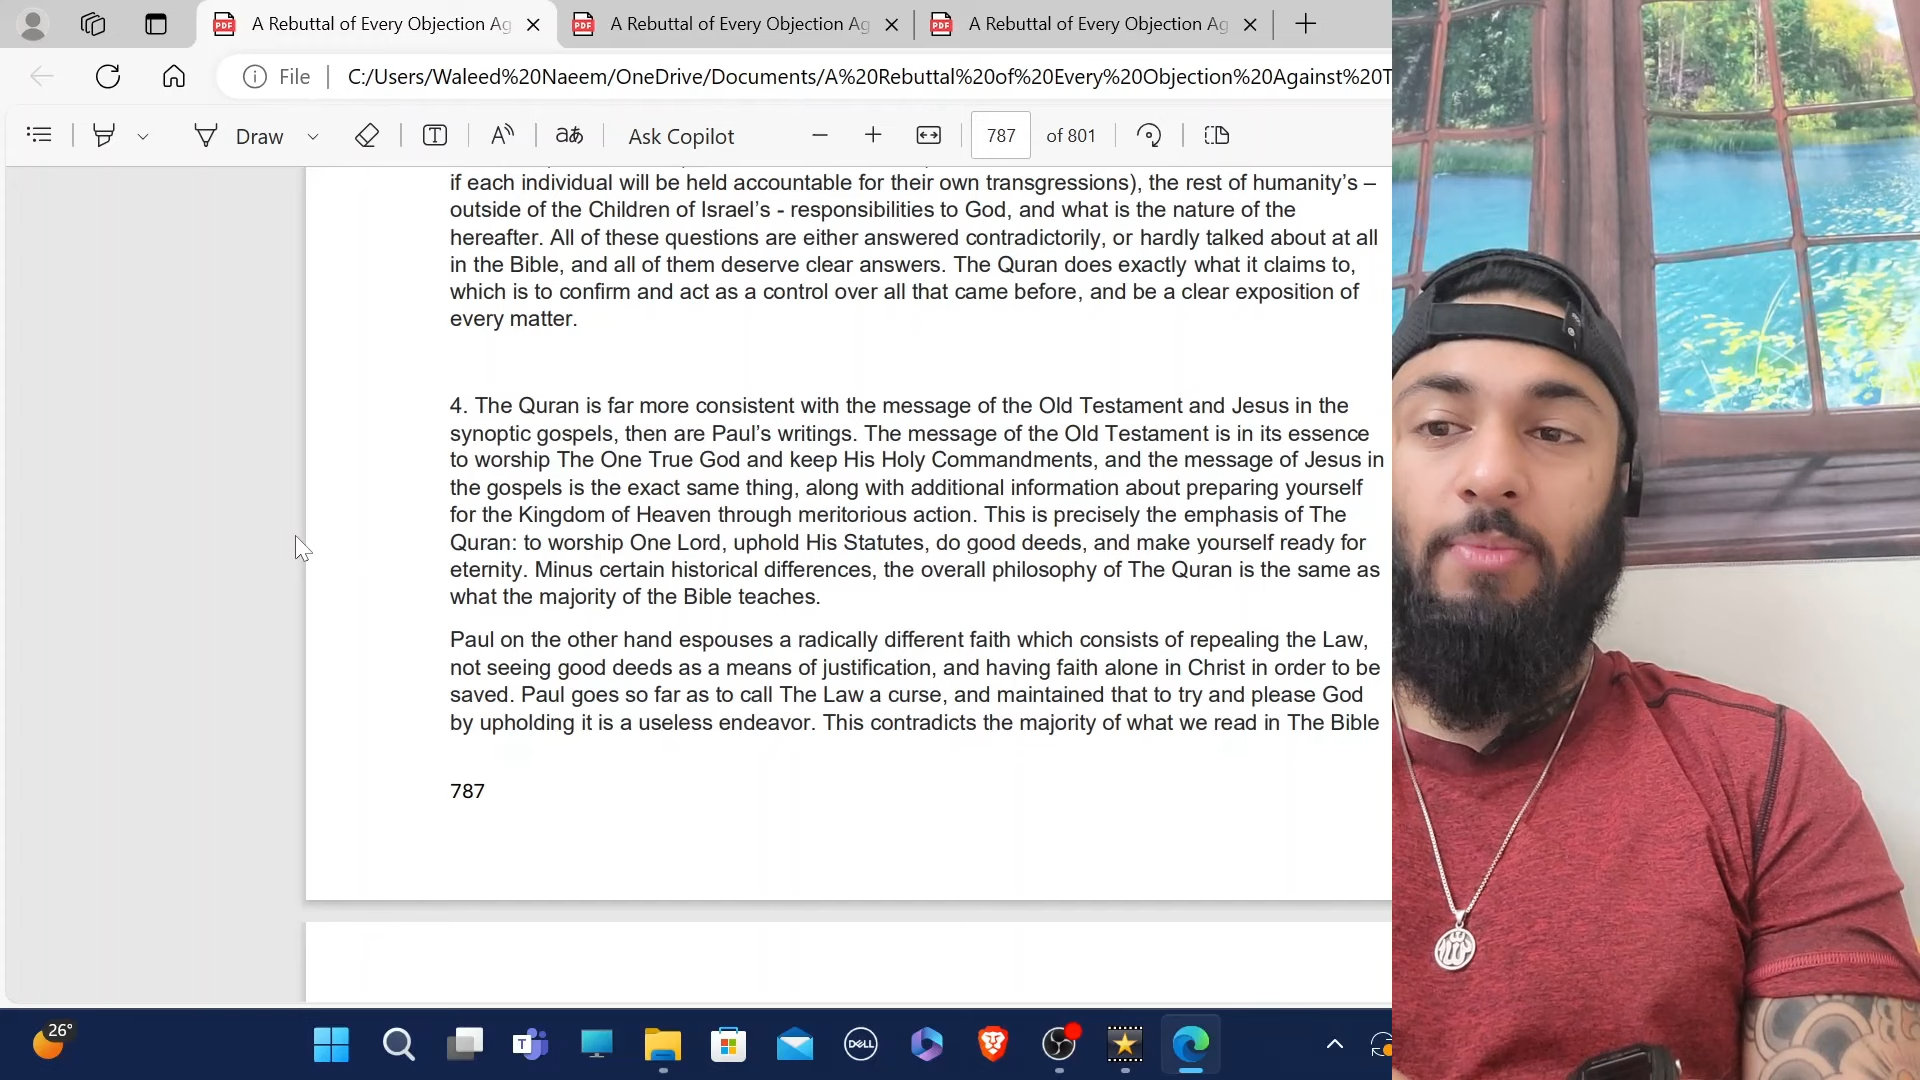 A Rebuttal of Every Objection Ag
A Rebuttal of Every Objection Ag
A Rebuttal of Every Objection Ag
File
C:/Users/Waleed%20Naeem/OneDrive/Documents/A%20Rebuttal%20of%20Every%20Objection%20Against%20T
Draw
Ask Copilot
787 of 801
if each individual will be held accountable for their own transgressions), the rest of humanity's –
outside of the Children of Israel's - responsibilities to God, and what is the nature of the
hereafter. All of these questions are either answered contradictorily, or hardly talked about at all
in the Bible, and all of them deserve clear answers. The Quran does exactly what it claims to,
which is to confirm and act as a control over all that came before, and be a clear exposition of
every matter.
4. The Quran is far more consistent with the message of the Old Testament and Jesus in the
synoptic gospels, then are Paul's writings. The message of the Old Testament is in its essence
to worship The One True God and keep His Holy Commandments, and the message of Jesus in
the gospels is the exact same thing, along with additional information about preparing yourself
for the Kingdom of Heaven through meritorious action. This is precisely the emphasis of The
Quran: to worship One Lord, uphold His Statutes, do good deeds, and make yourself ready for
eternity. Minus certain historical differences, the overall philosophy of The Quran is the same as
what the majority of the Bible teaches.
Paul on the other hand espouses a radically different faith which consists of repealing the Law,
not seeing good deeds as a means of justification, and having faith alone in Christ in order to be
saved. Paul goes so far as to call The Law a curse, and maintained that to try and please God
by upholding it is a useless endeavor. This contradicts the majority of what we read in The Bible
787
26°
DELL